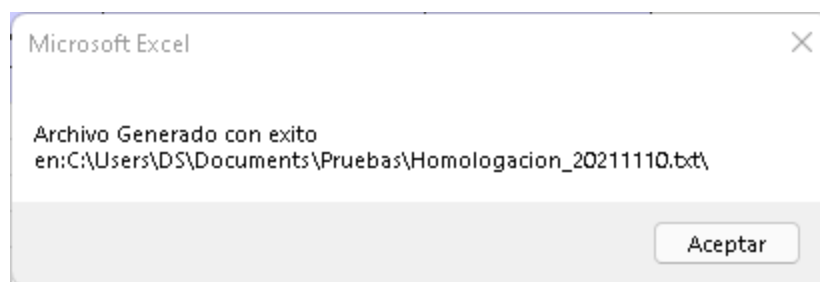 Microsoft Excel
Archivo Generado con exito
en:C:\Users\DS\Documents\Pruebas\Homologacion_20211110.txt\
Aceptar